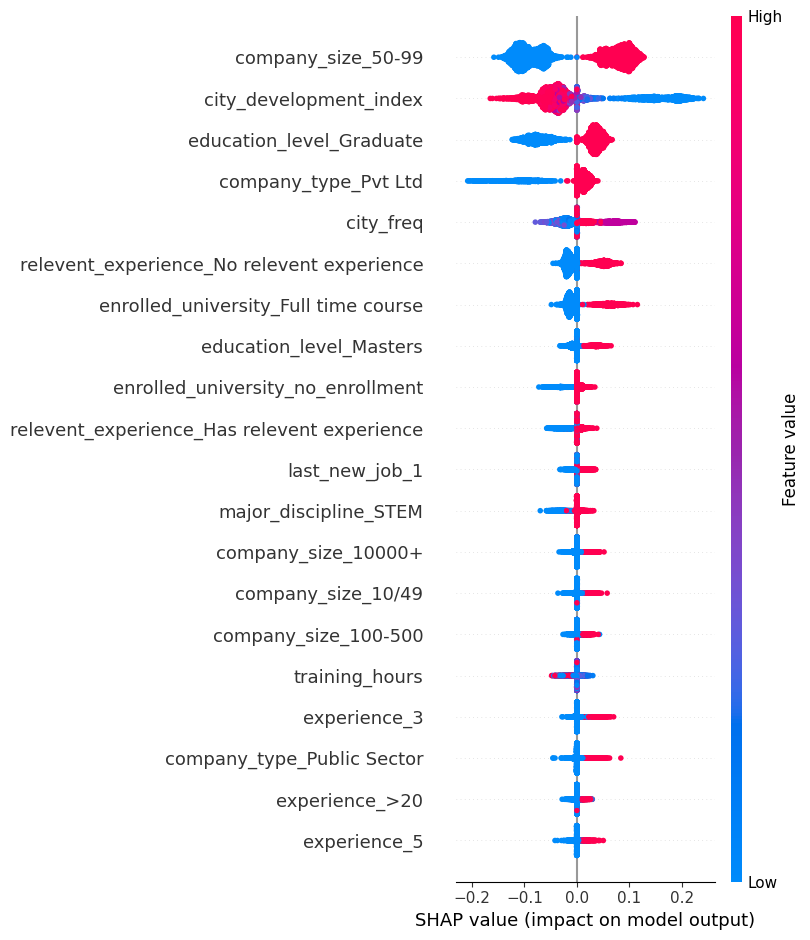 High
company_size_50-99
city_development_index
education_level_Graduate
company_type_Pvt Ltd
city_freq
relevent_experience_No relevent experience
enrolled_university_Full time course
education_level_Masters
enrolled_university_no_enrollment
relevent_experience_Has relevent experience
last_new_job_1
major_discipline_STEM
company_size_10000+
company_size_10/49
company_size_100-500
training_hours
experience_3
company_type_Public Sector
experience_>20
experience_5
Feature value
Low
−0.2 −0.1 0.0 0.1 0.2
SHAP value (impact on model output)